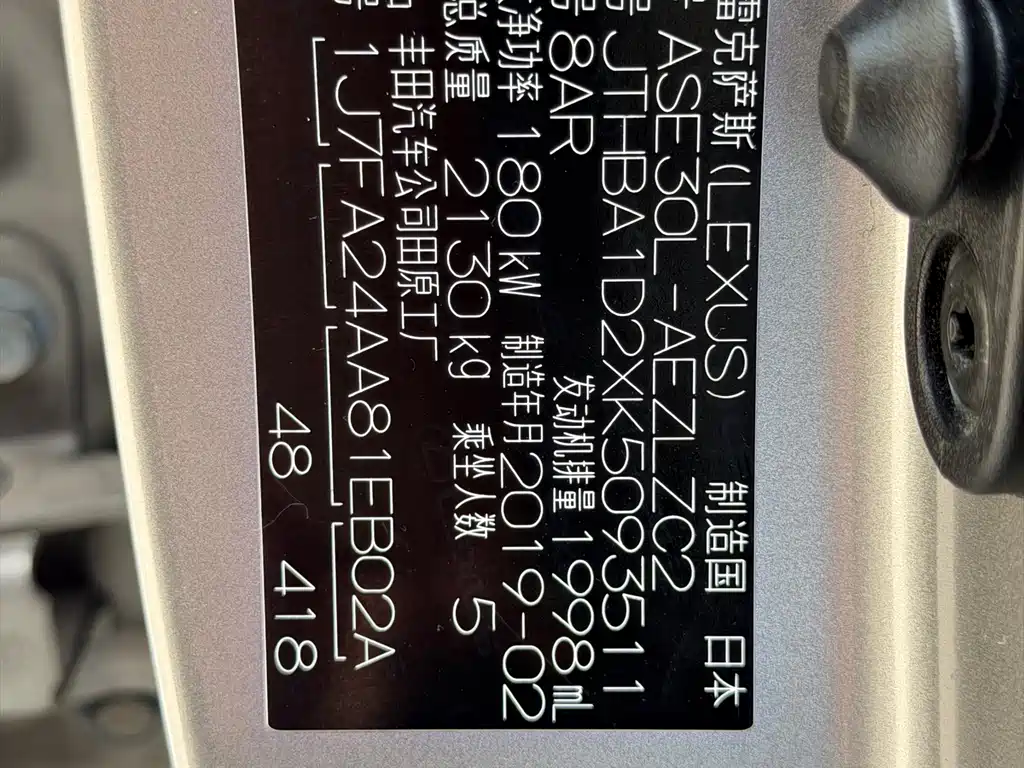 雷克萨斯(LEXUS) 制造国 日本
ASE30L-AEZLZC2
号 JTHBA1D2XK5093511
号 8AR 发动机排量 1998mL
净功率 180kW 制造年月 2019-02
总质量 2130kg 乘坐人数 5
丰田汽车公司田原工厂
1J7FA24AA81EB02A
48 418